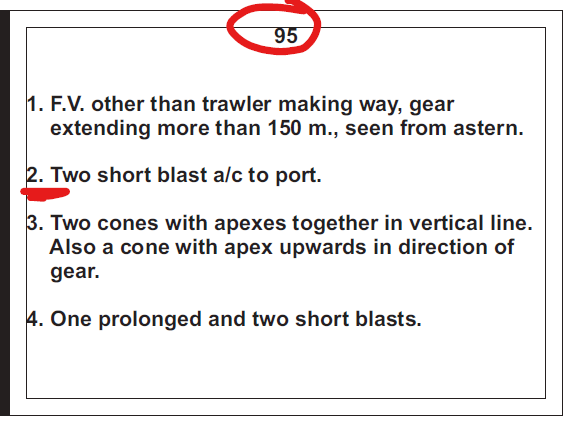 95
1. F.V. other than trawler making way, gear
extending more than 150 m., seen from astern.
2. Two short blast a/c to port.
3. Two cones with apexes together in vertical line.
Also a cone with apex upwards in direction of
gear.
4. One prolonged and two short blasts.